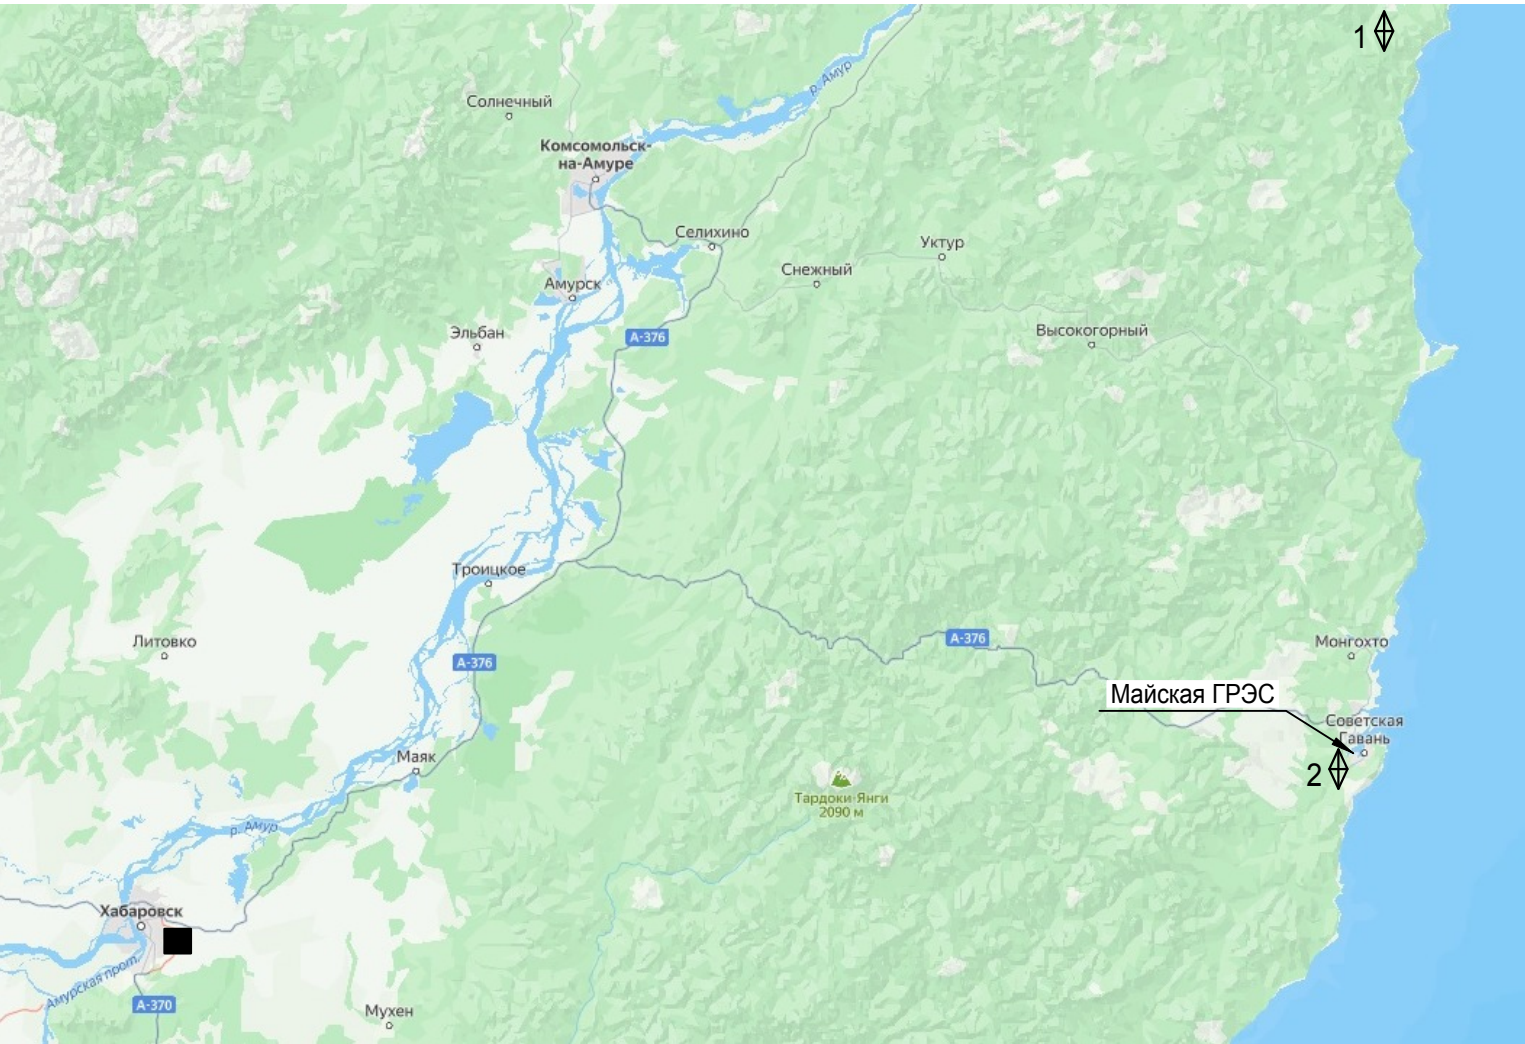 1
р. Амур
Солнечный
Комсомольск-
на-Амуре
Селихино
Уктур
Снежный
Амурск
Эльбан
А-376
Высокогорный
Троицкое
Литовко
А-376
А-376
Монгохто
Майская ГРЭС
Советская
Гавань
2
Маяк
Тардоки-Янги
2090 м
р. Амур
Хабаровск
Амурская прот.
А-370
Мухен